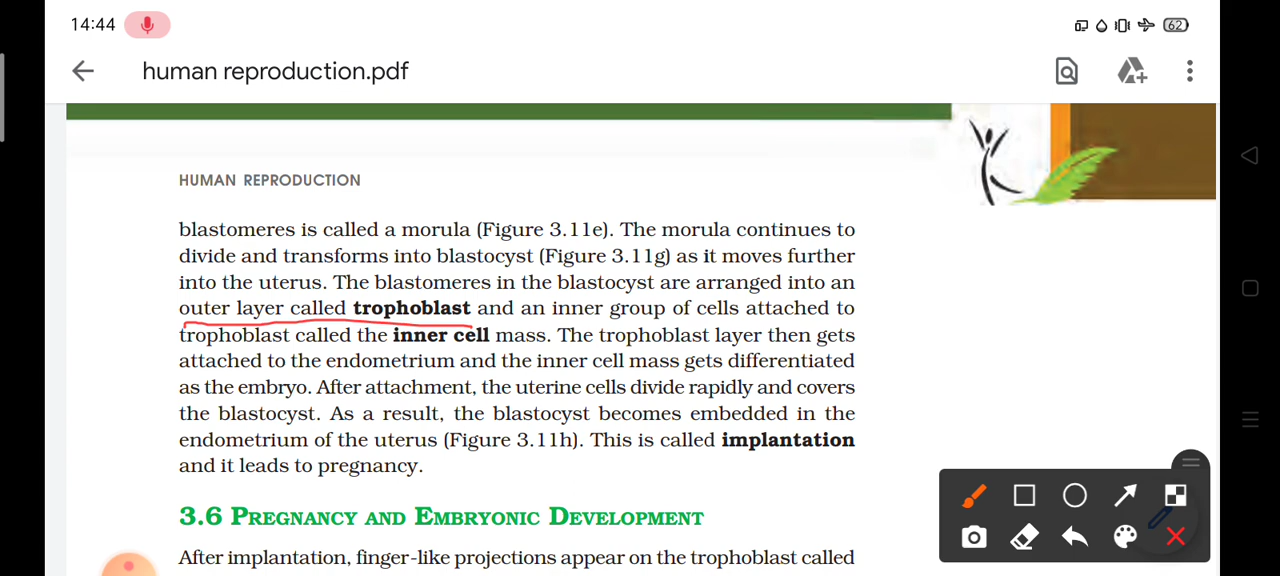 14:44
62
human reproduction.pdf
HUMAN REPRODUCTION
blastomeres is called a morula (Figure 3.11e). The morula continues to
divide and transforms into blastocyst (Figure 3.11g) as it moves further
into the uterus. The blastomeres in the blastocyst are arranged into an
outer layer called trophoblast and an inner group of cells attached to
trophoblast called the inner cell mass. The trophoblast layer then gets
attached to the endometrium and the inner cell mass gets differentiated
as the embryo. After attachment, the uterine cells divide rapidly and covers
the blastocyst. As a result, the blastocyst becomes embedded in the
endometrium of the uterus (Figure 3.11h). This is called implantation
and it leads to pregnancy.
3.6 PREGNANCY AND EMBRYONIC DEVELOPMENT
After implantation, finger-like projections appear on the trophoblast called